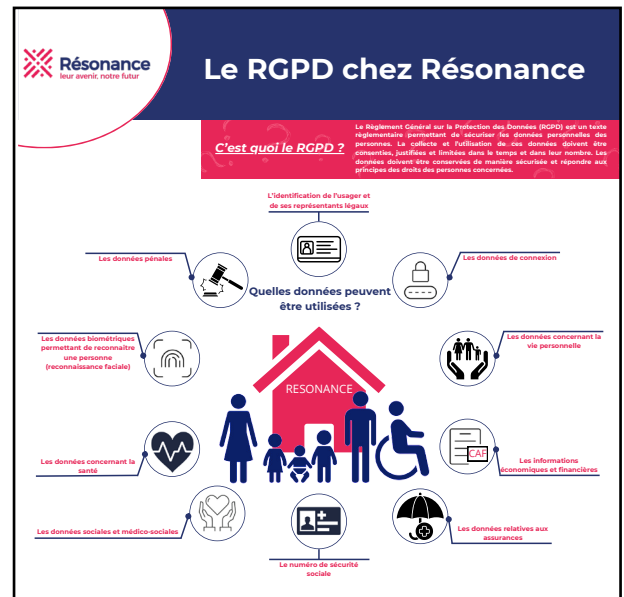 Résonance
leur avenir, notre futur
Le RGPD chez Résonance
C'est quoi le RGPD ?
Le Règlement Général sur la Protection des Données (RGPD) est un texte
règlementaire permettant de sécuriser les données personnelles des
personnes. La collecte et l'utilisation de ces données doivent être
consenties, justifiées et limitées dans le temps et dans leur nombre. Les
données doivent être conservées de manière sécurisée et répondre aux
principes des droits des personnes concernées.
L'identification de l'usager et
de ses représentants légaux
Les données pénales
Les données de connexion
Quelles données peuvent
être utilisées ?
Les données biométriques
permettant de reconnaître
une personne
(reconnaissance faciale)
Les données concernant la
vie personnelle
RESONANCE
CAF
Les données concernant la
santé
Les informations
économiques et financières
Les données sociales et médico-sociales
Les données relatives aux
assurances
Le numéro de sécurité
sociale